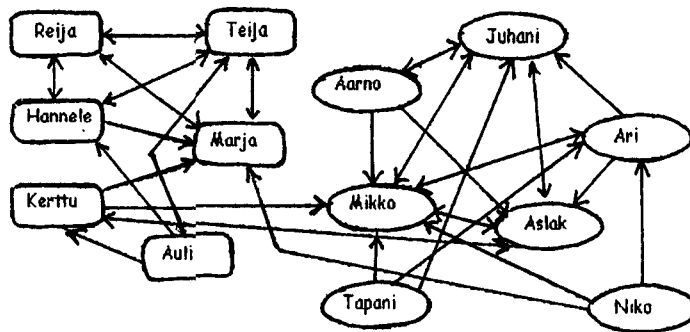 Reija
Teija
Juhani
Aarno
Hannele
Marja
Ari
Kerttu
Mikko
Aslak
Auli
Tapani
Niko